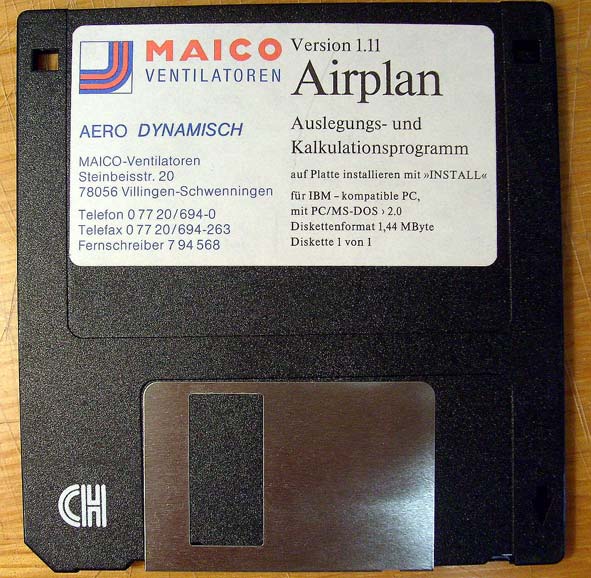 MAICO
VENTILATOREN
AERO DYNAMISCH
MAICO-Ventilatoren
Steinbeisstr. 20
78056 Villingen-Schwenningen
Telefon 0 77 20/694-0
Telefax 0 77 20/694-263
Fernschreiber 7 94 568
Version 1.11
Airplan
Auslegungs- und
Kalkulationsprogramm
auf Platte installieren mit »INSTALL«
für IBM – kompatible PC,
mit PC/MS-DOS › 2.0
Diskettenformat 1,44 MByte
Diskette 1 von 1
CH